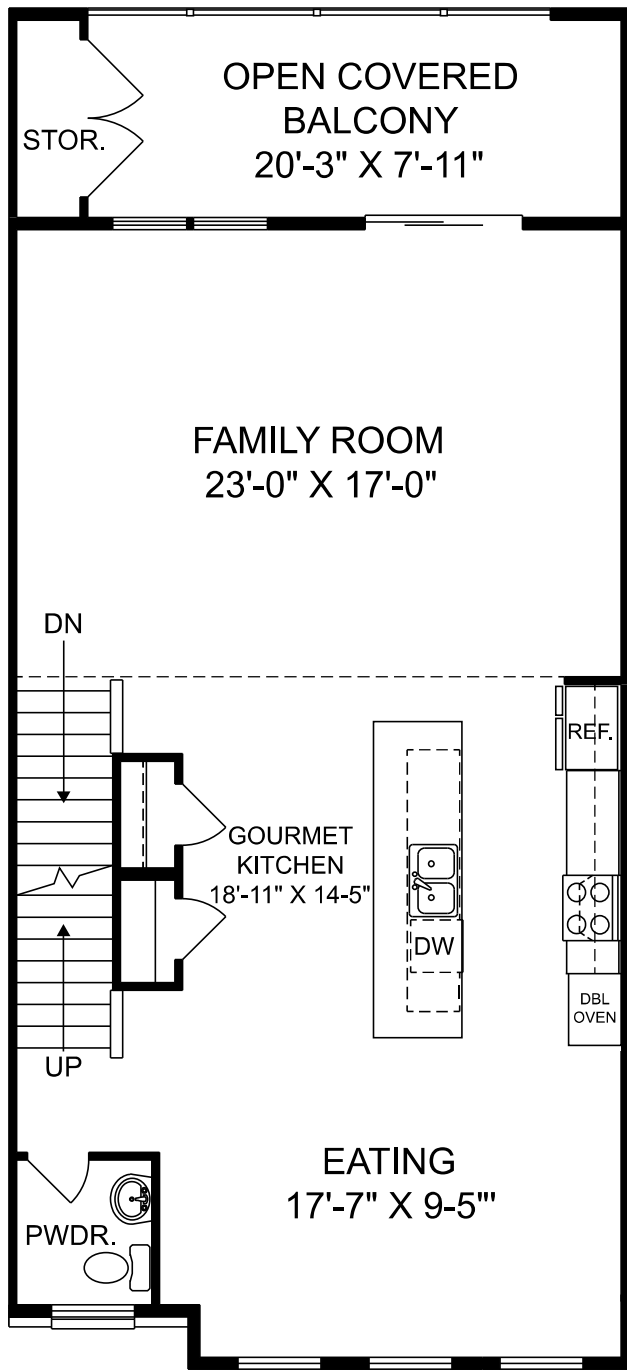 OPEN COVERED
BALCONY
20'-3" X 7'-11"
STOR.
FAMILY ROOM
23'-0" X 17'-0"
DN
REF.
GOURMET
KITCHEN
18'-11" X 14-5"
DW
DBL
OVEN
UP
EATING
17'-7" X 9-5'"
PWDR.